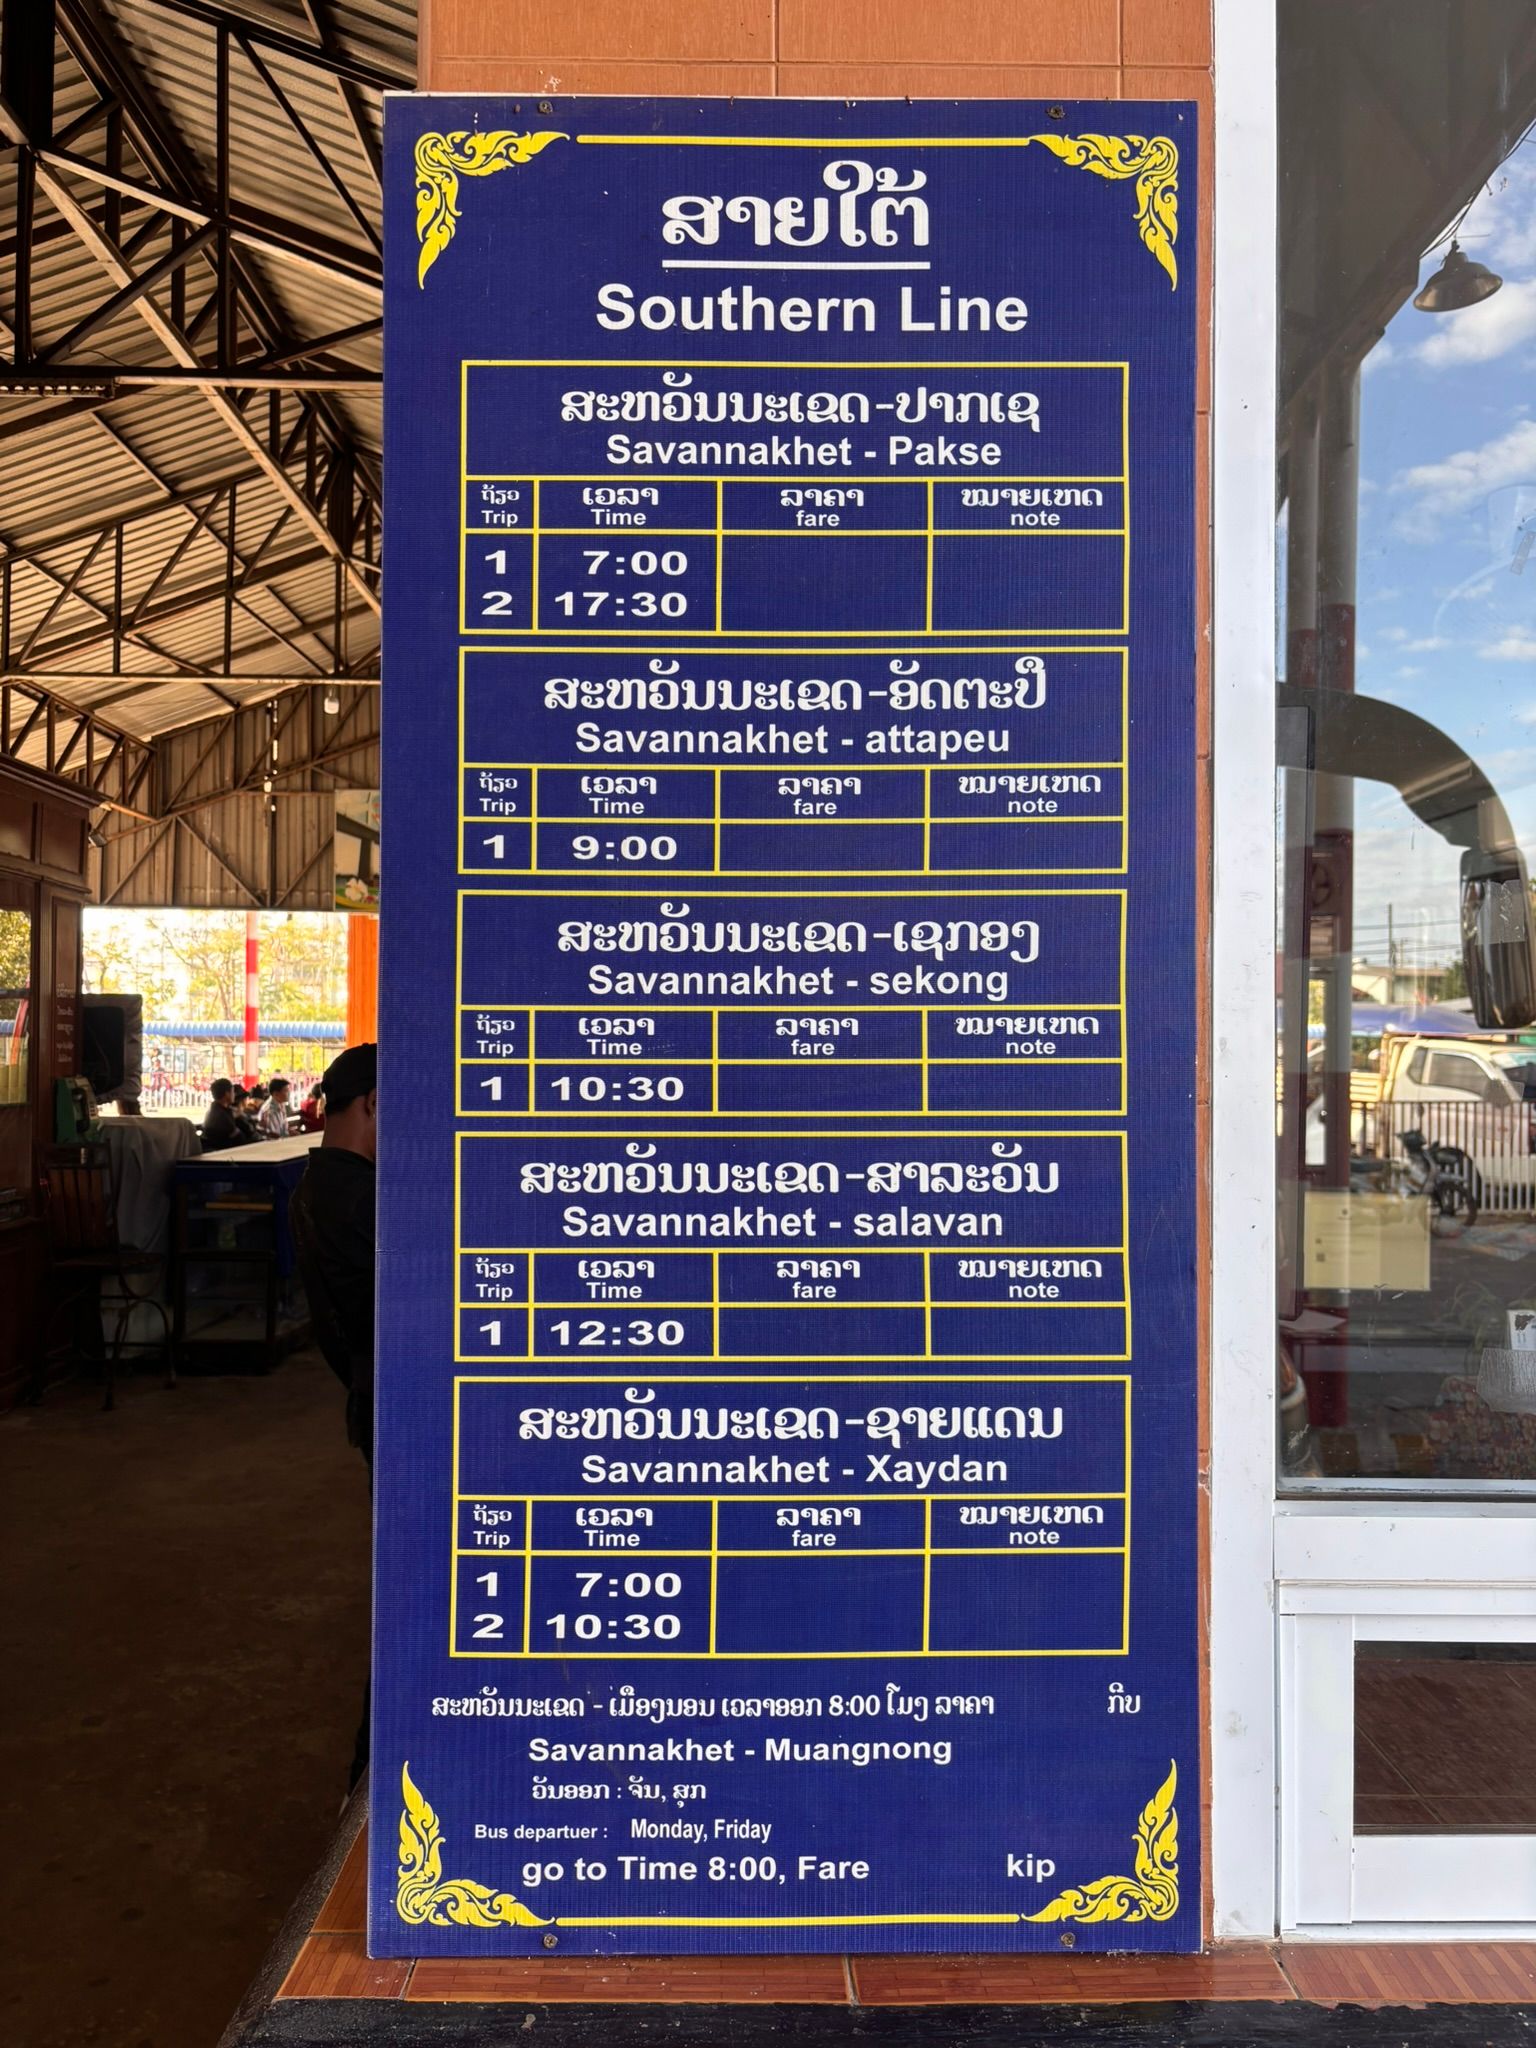 ສາຍໃຕ້
Southern Line
ສະຫວັນນະເຂດ-ປາກເຊ
Savannakhet - Pakse
ຖ້ຽວ ເວລາ ລາຄາ ໝາຍເຫດ
Trip Time fare note
1 7:00
2 17:30
ສະຫວັນນະເຂດ-ອັດຕະປື
Savannakhet - attapeu
ຖ້ຽວ ເວລາ ລາຄາ ໝາຍເຫດ
Trip Time fare note
1 9:00
ສະຫວັນນະເຂດ-ເຊກອງ
Savannakhet - sekong
ຖ້ຽວ ເວລາ ລາຄາ ໝາຍເຫດ
Trip Time fare note
1 10:30
ສະຫວັນນະເຂດ-ສາລະວັນ
Savannakhet - salavan
ຖ້ຽວ ເວລາ ລາຄາ ໝາຍເຫດ
Trip Time fare note
1 12:30
ສະຫວັນນະເຂດ-ຊາຍແດນ
Savannakhet - Xaydan
ຖ້ຽວ ເວລາ ລາຄາ ໝາຍເຫດ
Trip Time fare note
1 7:00
2 10:30
ສະຫວັນນະເຂດ - ເມືອງນອນ ເວລາອອກ 8:00 ໂມງ ລາຄາ ກີບ
Savannakhet - Muangnong
ວັນອອກ : ຈັນ, ສຸກ
Bus departuer : Monday, Friday
go to Time 8:00, Fare kip